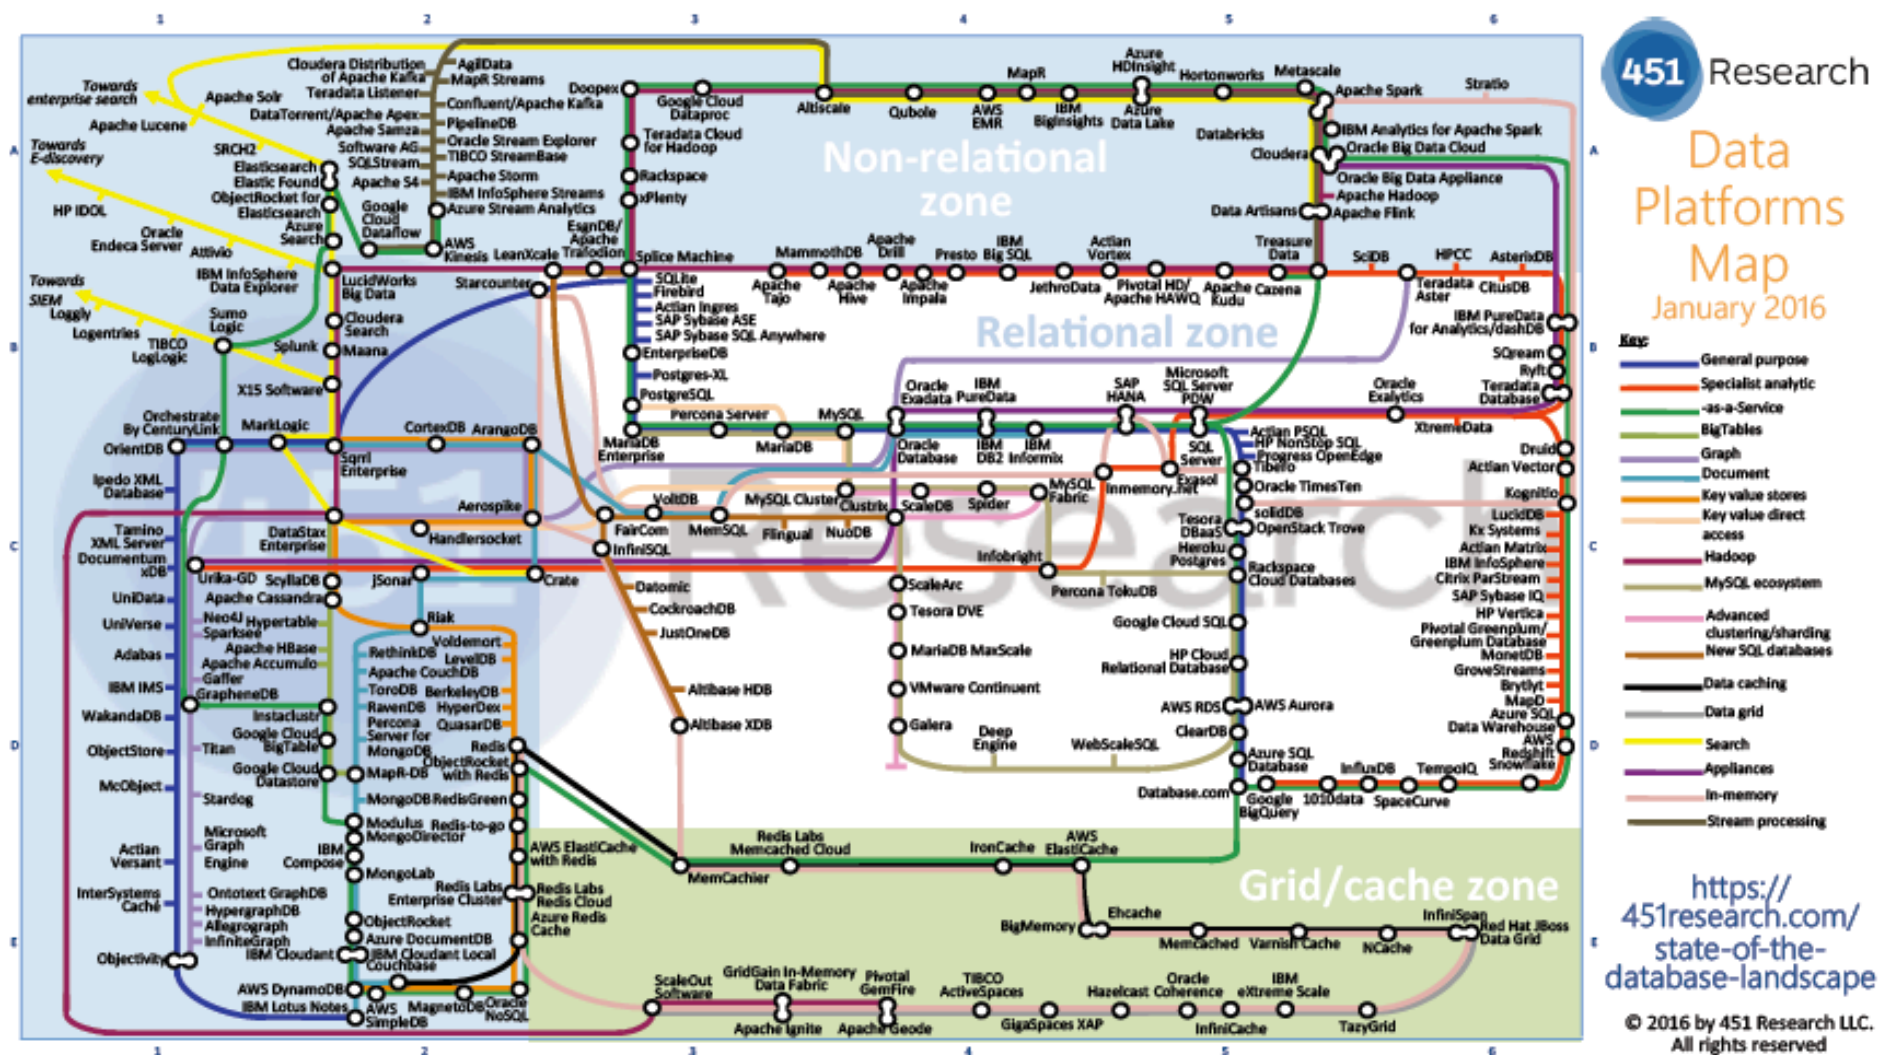 1 2 3 4 5 6
451 Research
Data
Platforms
Map
January 2016
Key:
General purpose
Specialist analytic
-as-a-Service
BigTables
Graph
Document
Key value stores
Key value direct
access
Hadoop
MySQL ecosystem
Advanced
clustering/sharding
New SQL databases
Data caching
Data grid
Search
Appliances
In-memory
Stream processing
https://
451research.com/
state-of-the-
database-landscape
© 2016 by 451 Research LLC.
All rights reserved
Non-relational
zone
Relational zone
Grid/cache zone
451 Research
A
B
C
D
E
A
B
C
D
E
Towards
enterprise search
Apache Solr
Apache Lucene
SRCH2
Towards
E-discovery
HP IDOL
Oracle
Endeca Server
Attivio
IBM InfoSphere
Data Explorer
Towards
SIEM
Loggly
Logentries
TIBCO
LogLogic
Sumo
Logic
Splunk
X15 Software
Elasticsearch
Elastic Found
ObjectRocket for
Elasticsearch
Azure
Search
LucidWorks
Big Data
Cloudera
Search
Maana
Cloudera Distribution
of Apache Kafka
Teradata Listener
DataTorrent/Apache Apex
Apache Samza
Software AG
SQLStream
Apache S4
Google
Cloud
Dataflow
AgilData
MapR Streams
Confluent/Apache Kafka
PipelineDB
Oracle Stream Explorer
TIBCO StreamBase
Apache Storm
IBM InfoSphere Streams
Azure Stream Analytics
AWS
Kinesis
Doopex
Google Cloud
Dataproc
Teradata Cloud
for Hadoop
Rackspace
xPlenty
Altiscale
Qubole
AWS
EMR
MapR
IBM
BigInsights
Azure
HDInsight
Azure
Data Lake
Hortonworks
Metascale
Apache Spark
Stratio
IBM Analytics for Apache Spark
Databricks
Cloudera
Oracle Big Data Cloud
Oracle Big Data Appliance
Apache Hadoop
Data Artisans
Apache Flink
LeanXcale
EsgnDB/
Apache
Trafodion
Splice Machine
Starcounter
MammothDB
Apache
Tajo
Apache
Hive
Apache
Drill
Apache
Impala
Presto
IBM
Big SQL
JethroData
Actian
Vortex
Pivotal HD/
Apache HAWQ
Apache
Kudu
Cazena
Treasure
Data
SciDB
Teradata
Aster
HPCC
CitusDB
AsterixDB
SQLite
Firebird
Actian Ingres
SAP Sybase ASE
SAP Sybase SQL Anywhere
EnterpriseDB
Postgres-XL
PostgreSQL
Percona Server
MySQL
MariaDB
MariaDB
Enterprise
IBM PureData
for Analytics/dashDB
SQream
Ryft
Teradata
Database
Oracle
Exadata
Oracle
Database
IBM
PureData
IBM
DB2
IBM
Informix
SAP
HANA
Microsoft
SQL Server
PDW
SQL
Server
Oracle
Exalytics
XtremeData
Actian PSQL
HP NonStop SQL
Progress OpenEdge
Tibero
Oracle TimesTen
solidDB
Exasol
Inmemory.net
Druid
Actian Vector
Kognitio
LucidDB
Kx Systems
Actian Matrix
IBM InfoSphere
Citrix ParStream
SAP Sybase IQ
HP Vertica
Pivotal Greenplum/
Greenplum Database
MonetDB
GroveStreams
Brytlyt
MapD
Azure SQL
Data Warehouse
AWS
Redshift
Snowflake
Orchestrate
By CenturyLink
OrientDB
MarkLogic
CortexDB
ArangoDB
Sqrrl
Enterprise
Ipedo XML
Database
Tamino
XML Server
Documentum
xDB
UniData
UniVerse
Adabas
IBM IMS
WakandaDB
ObjectStore
McObject
Actian
Versant
InterSystems
Caché
Objectivity
Aerospike
DataStax
Enterprise
Handlersocket
Urika-GD
ScyllaDB
Apache Cassandra
jSonar
Crate
Neo4J
Sparksee
Hypertable
Apache HBase
Apache Accumulo
Gaffer
GrapheneDB
Instaclustr
Google Cloud
BigTable
Google Cloud
Datastore
Titan
Stardog
Microsoft
Graph
Engine
Ontotext GraphDB
HypergraphDB
Allegrograph
InfiniteGraph
Riak
Voldemort
RethinkDB
LevelDB
Apache CouchDB
ToroDB
BerkeleyDB
RavenDB
HyperDex
Percona
Server for
MongoDB
QuasarDB
Redis
ObjectRocket
with Redis
MapR-DB
MongoDB
RedisGreen
Modulus
Redis-to-go
MongoDirector
IBM
Compose
AWS ElastiCache
with Redis
MongoLab
Redis Labs
Enterprise Cluster
Redis Labs
Redis Cloud
ObjectRocket
Azure Redis
Cache
Azure DocumentDB
IBM Cloudant
IBM Cloudant Local
Couchbase
AWS DynamoDB
IBM Lotus Notes
AWS
SimpleDB
MagnetoDB
Oracle
NoSQL
VoltDB
FairCom
InfiniSQL
MemSQL
Flingual
MySQL Cluster
NuoDB
Clustrix
ScaleDB
Spider
MySQL
Fabric
Infobright
Percona TokuDB
Datomic
CockroachDB
JustOneDB
Altibase HDB
Altibase XDB
ScaleArc
Tesora DVE
MariaDB MaxScale
VMware Continuent
Galera
Deep
Engine
WebScaleSQL
Tesora
DBaaS
OpenStack Trove
Heroku
Postgres
Rackspace
Cloud Databases
Google Cloud SQL
HP Cloud
Relational Database
AWS RDS
AWS Aurora
ClearDB
Azure SQL
Database
Database.com
Google
BigQuery
1010data
InfluxDB
SpaceCurve
TempoIQ
MemCachier
Redis Labs
Memcached Cloud
IronCache
AWS
ElastiCache
BigMemory
Ehcache
Memcached
Varnish Cache
NCache
InfiniSpan
Red Hat JBoss
Data Grid
ScaleOut
Software
GridGain In-Memory
Data Fabric
Apache Ignite
Pivotal
GemFire
Apache Geode
TIBCO
ActiveSpaces
GigaSpaces XAP
Hazelcast
Oracle
Coherence
InfiniCache
IBM
eXtreme Scale
TazyGrid
1 2 3 4 5 6